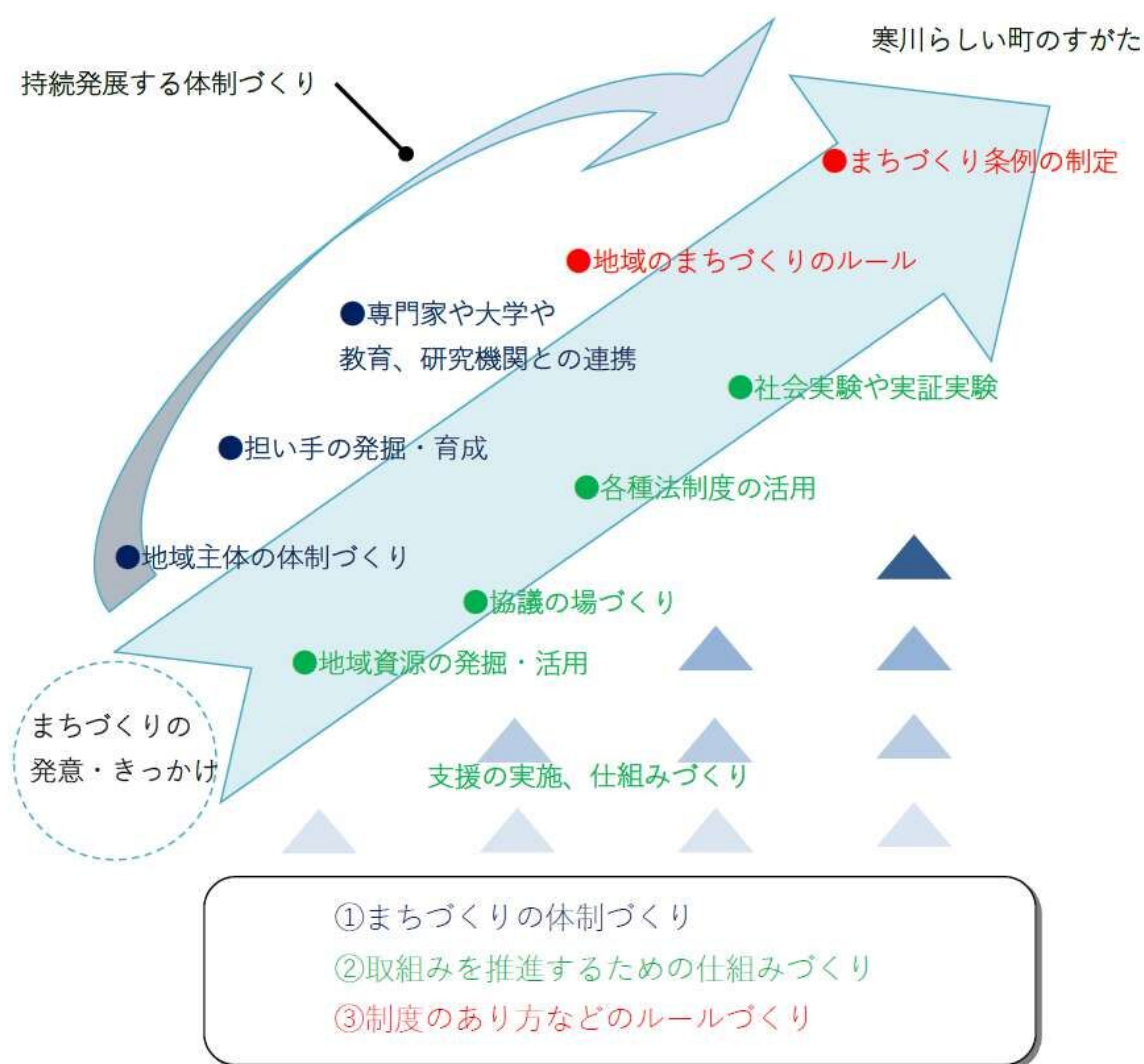 寒川らしい町のすがた
持続発展する体制づくり
●まちづくり条例の制定
●地域のまちづくりのルール
●専門家や大学や
教育、研究機関との連携
●社会実験や実証実験
●担い手の発掘・育成
●各種法制度の活用
●地域主体の体制づくり
●協議の場づくり
●地域資源の発掘・活用
まちづくりの
発意・きっかけ
支援の実施、仕組みづくり
①まちづくりの体制づくり
②取組みを推進するための仕組みづくり
③制度のあり方などのルールづくり